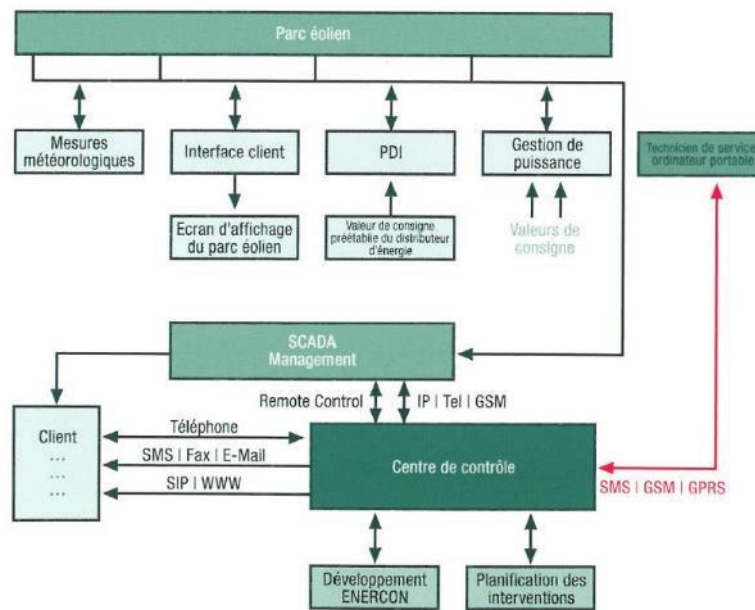 Parc éolien
Mesures
météorologiques
Interface client
PDI
Gestion de
puissance
Technicien de service
ordinateur portable
Ecran d'affichage
du parc éolien
Valeur de consigne
préétablie du distributeur
d'énergie
Valeurs de
consigne
SCADA
Management
Remote Control
IP | Tel | GSM
Client
...
...
...
Téléphone
SMS | Fax | E-Mail
SIP | WWW
Centre de contrôle
SMS | GSM | GPRS
Développement
ENERCON
Planification des
interventions